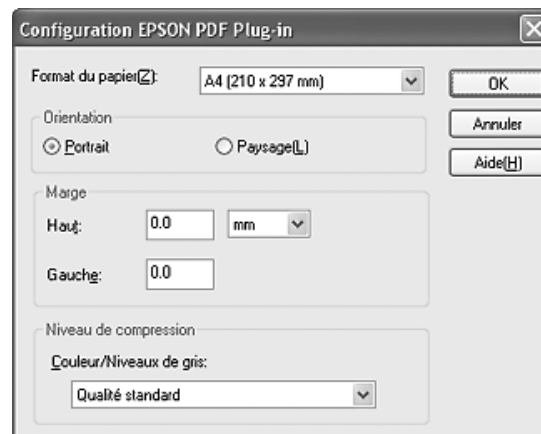 Configuration EPSON PDF Plug-in
Format du papier(Z):
A4 (210 x 297 mm)
OK
Annuler
Aide(H)
Orientation
Portrait
Paysage(L)
Marge
Haut:
0.0
mm
Gauche:
0.0
Niveau de compression
Couleur/Niveaux de gris:
Qualité standard